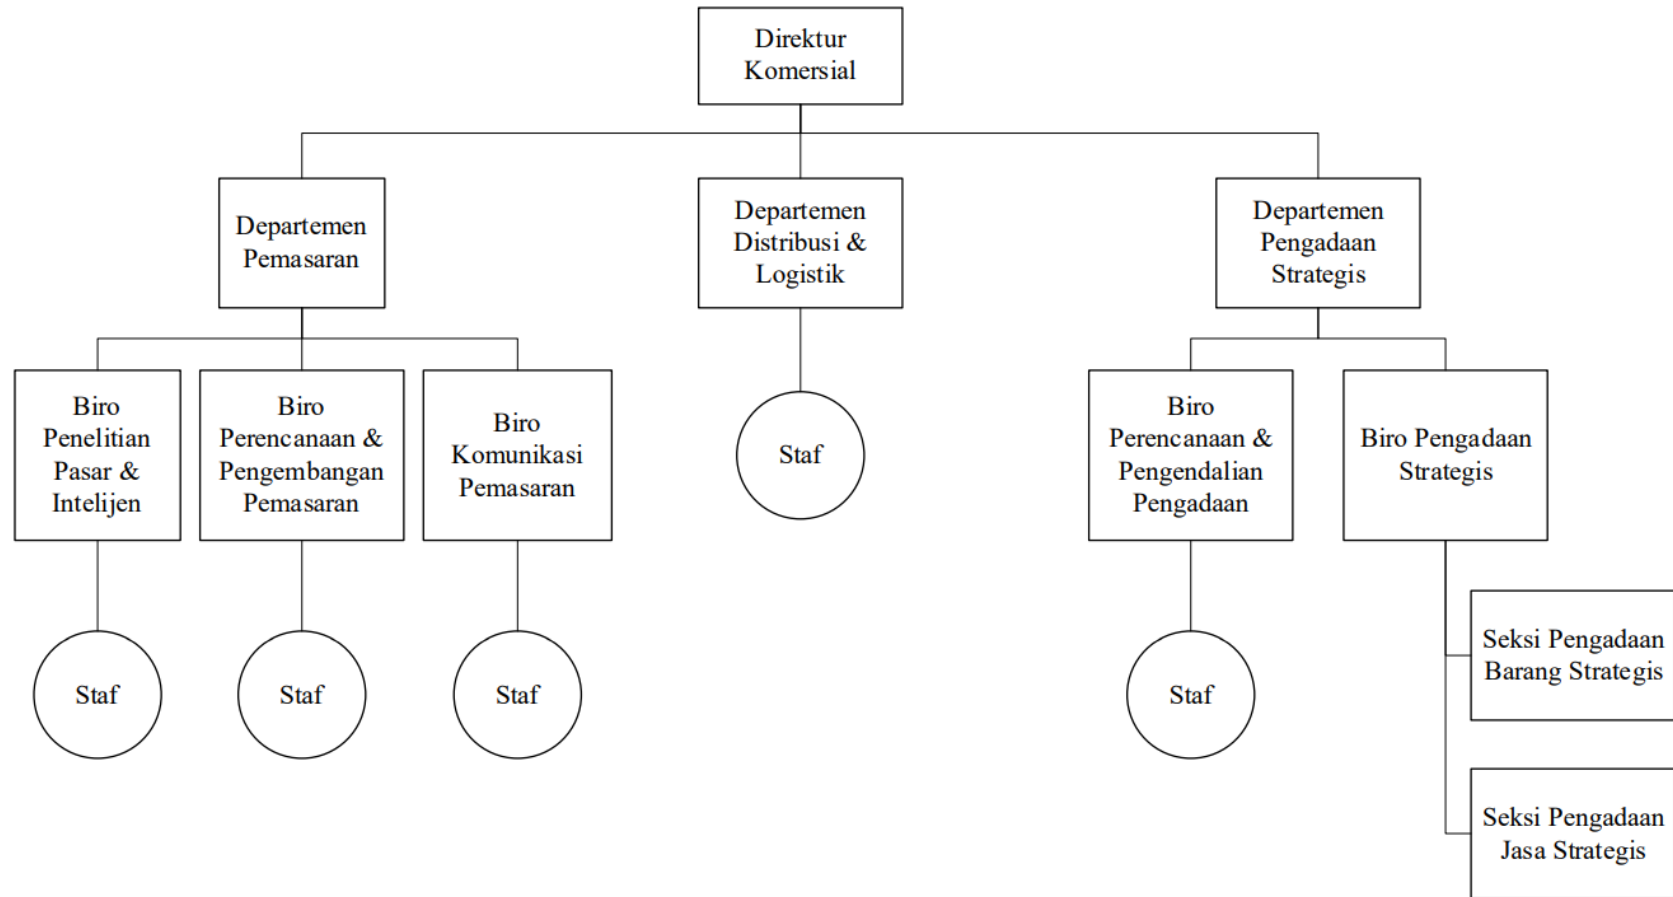 Direktur
Komersial
Departemen
Pemasaran
Departemen
Distribusi &
Logistik
Departemen
Pengadaan
Strategis
Biro
Penelitian
Pasar &
Intelijen
Biro
Perencanaan &
Pengembangan
Pemasaran
Biro
Komunikasi
Pemasaran
Staf
Biro
Perencanaan &
Pengendalian
Pengadaan
Biro Pengadaan
Strategis
Staf
Staf
Staf
Staf
Seksi Pengadaan
Barang Strategis
Seksi Pengadaan
Jasa Strategis